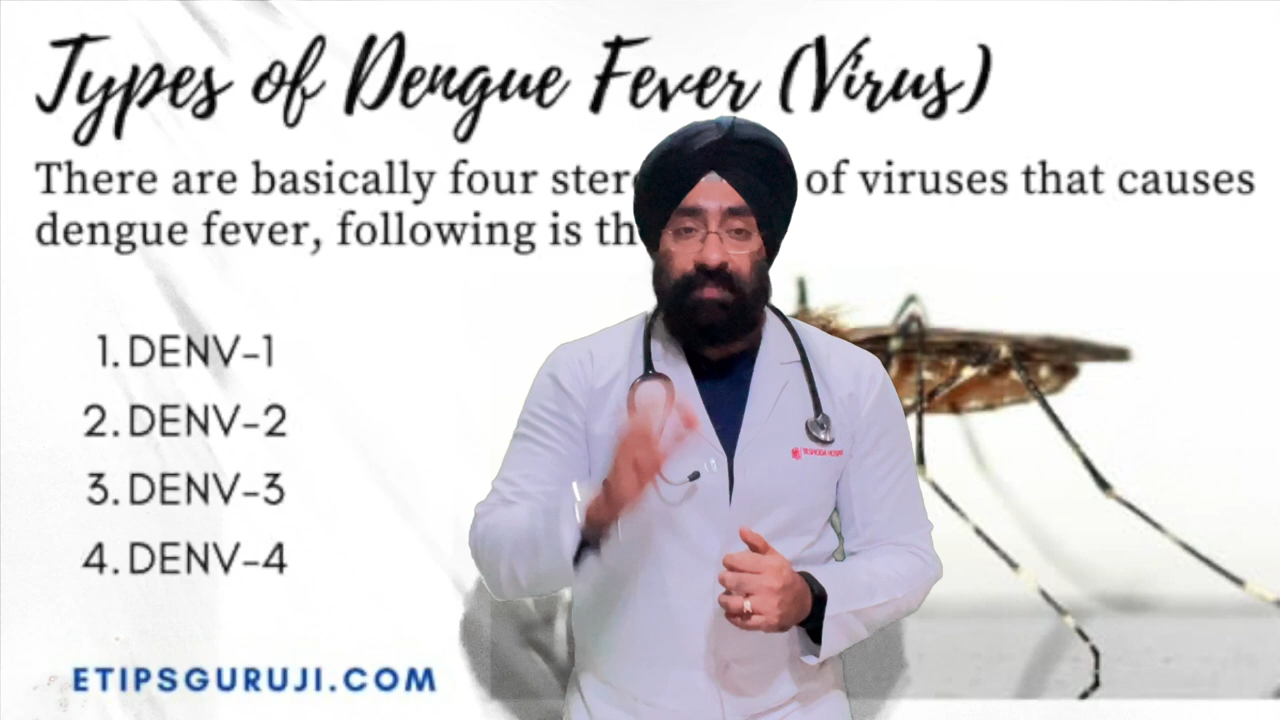 Types of Dengue Fever (Virus)
There are basically four of viruses that causes
dengue fever, following is
1. DENV-1
2. DENV-2
3. DENV-3
4. DENV-4
ETIPSGURUJI.COM